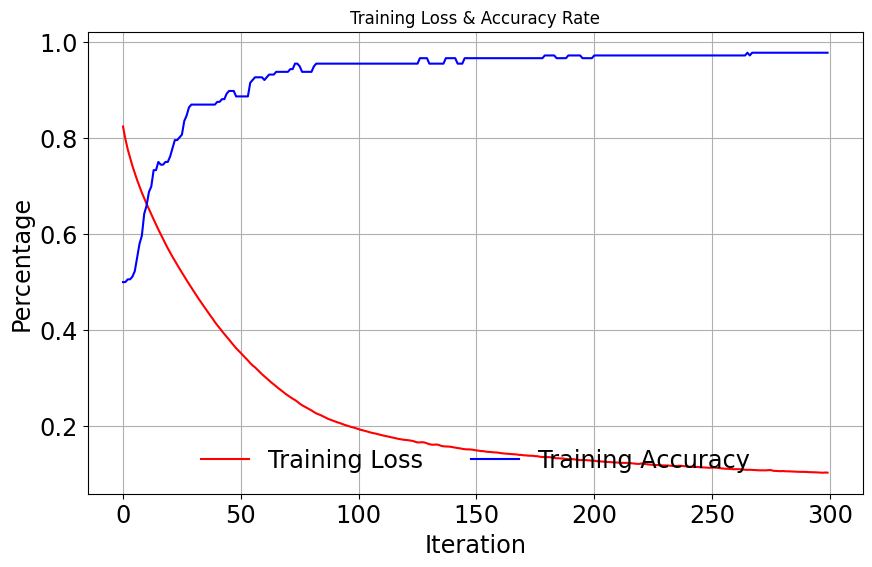 Training Loss & Accuracy Rate
1.0
0.8
0.6
0.4
0.2
Percentage
Training Loss Training Accuracy
0 50 100 150 200 250 300
Iteration